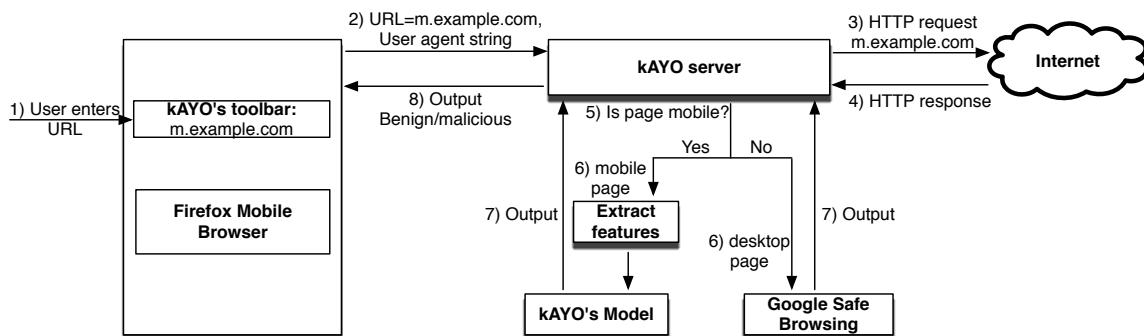 1) User enters
URL
kAYO's toolbar:
m.example.com
Firefox Mobile
Browser
2) URL=m.example.com,
User agent string
8) Output
Benign/malicious
kAYO server
3) HTTP request
m.example.com
4) HTTP response
Internet
5) Is page mobile?
Yes
No
6) mobile
page
Extract
features
7) Output
kAYO's Model
6) desktop
page
7) Output
Google Safe
Browsing